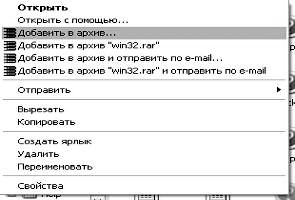 Открыть
Открыть с помощью...
Добавить в архив...
Добавить в архив "win32.rar"
Добавить в архив и отправить по e-mail...
Добавить в архив "win32.rar" и отправить по e-mail
Отправить
Вырезать
Копировать
Создать ярлык
Удалить
Переименовать
Свойства
Help